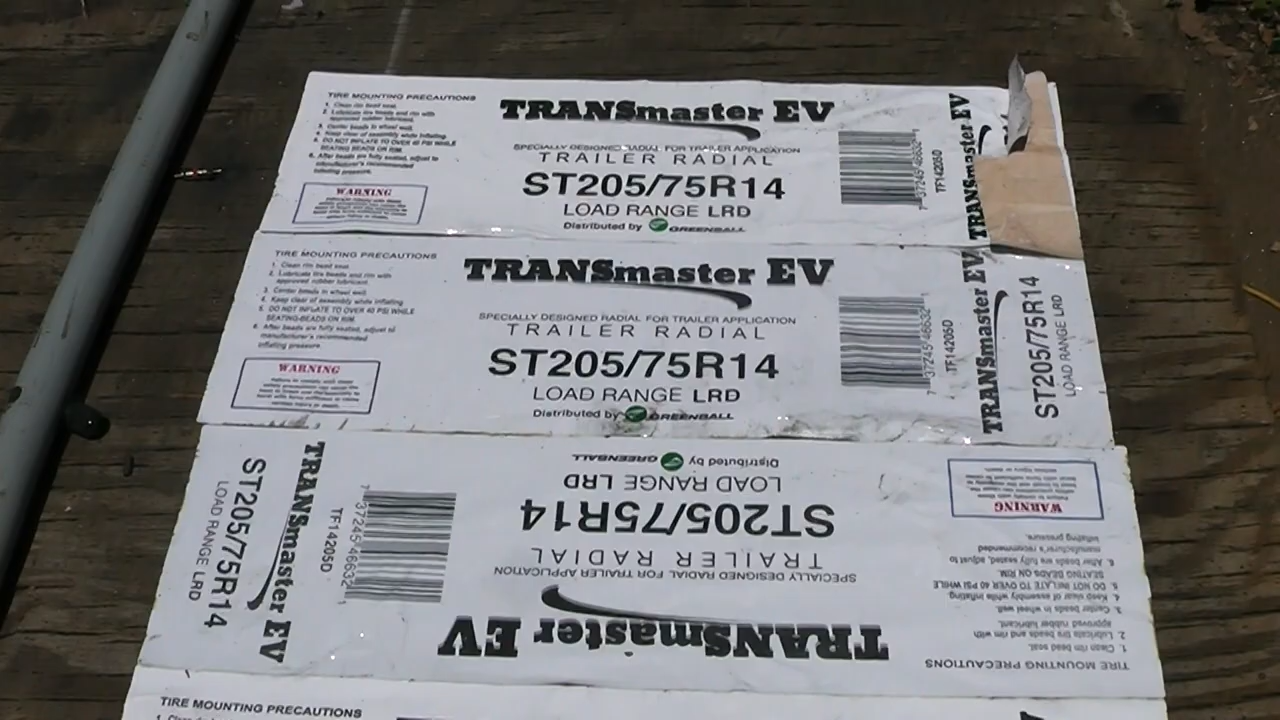 TIRE MOUNTING PRECAUTIONS
1. Clean rim bead seat.
2. Lubricate tire beads and rim with
approved rubber lubricant.
3. Center beads in wheel well.
4. Keep clear of assembly while inflating.
5. DO NOT INFLATE TO OVER 40 PSI WHILE
SEATING BEADS ON RIM.
6. After beads are fully seated, adjust to
manufacturer's recommended
inflating pressure.
WARNING
TRANSmaster EV
SPECIALLY DESIGNED RADIAL FOR TRAILER APPLICATION
TRAILER RADIAL
ST205/75R14
LOAD RANGE LRD
Distributed by GREENBALL
7 37245 46632
TF14205D
TRANSmaster EV
TIRE MOUNTING PRECAUTIONS
1. Clean rim bead seat.
2. Lubricate tire beads and rim with
approved rubber lubricant.
3. Center beads in wheel well.
4. Keep clear of assembly while inflating.
5. DO NOT INFLATE TO OVER 40 PSI WHILE
SEATING BEADS ON RIM.
6. After beads are fully seated, adjust to
manufacturer's recommended
inflating pressure.
WARNING
TRANSmaster EV
SPECIALLY DESIGNED RADIAL FOR TRAILER APPLICATION
TRAILER RADIAL
ST205/75R14
LOAD RANGE LRD
Distributed by GREENBALL
7 37245 46632
TF14205D
TRANSmaster EV
ST205/75R14
LOAD RANGE LRD
TIRE MOUNTING PRECAUTIONS
1. Clean rim bead seat.
2. Lubricate tire beads and rim with
approved rubber lubricant.
3. Center beads in wheel well.
4. Keep clear of assembly while inflating.
5. DO NOT INFLATE TO OVER 40 PSI WHILE
SEATING BEADS ON RIM.
6. After beads are fully seated, adjust to
manufacturer's recommended
inflating pressure.
WARNING
TRANSmaster EV
SPECIALLY DESIGNED RADIAL FOR TRAILER APPLICATION
TRAILER RADIAL
ST205/75R14
LOAD RANGE LRD
Distributed by GREENBALL
7 37245 46632
TF14205D
TRANSmaster EV
ST205/75R14
LOAD RANGE LRD
TIRE MOUNTING PRECAUTIONS